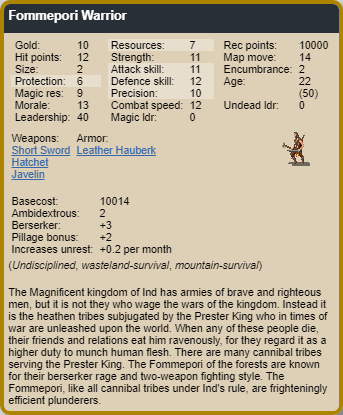 Fommepori Warrior
Gold: 10 Resources: 7 Rec points: 10000
Hit points: 12 Strength: 11 Map move: 14
Size: 2 Attack skill: 11 Encumbrance: 2
Protection: 6 Defence skill: 12 Age: 22
Magic res: 9 Precision: 10 (50)
Morale: 13 Combat speed: 12 Undead ldr: 0
Leadership: 40 Magic ldr: 0
Weapons: Armor:
Short Sword Leather Hauberk
Hatchet
Javelin
Basecost: 10014
Ambidextrous: 2
Berserker: +3
Pillage bonus: +2
Increases unrest: +0.2 per month
(Undisciplined, wasteland-survival, mountain-survival)
The Magnificent kingdom of Ind has armies of brave and righteous
men, but it is not they who wage the wars of the kingdom. Instead it
is the heathen tribes subjugated by the Prester King who in times of
war are unleashed upon the world. When any of these people die,
their friends and relations eat him ravenously, for they regard it as a
higher duty to munch human flesh. There are many cannibal tribes
serving the Prester King. The Fommepori of the forests are known
for their berserker rage and two-weapon fighting style. The
Fommepori, like all cannibal tribes under Ind's rule, are frighteningly
efficient plunderers.